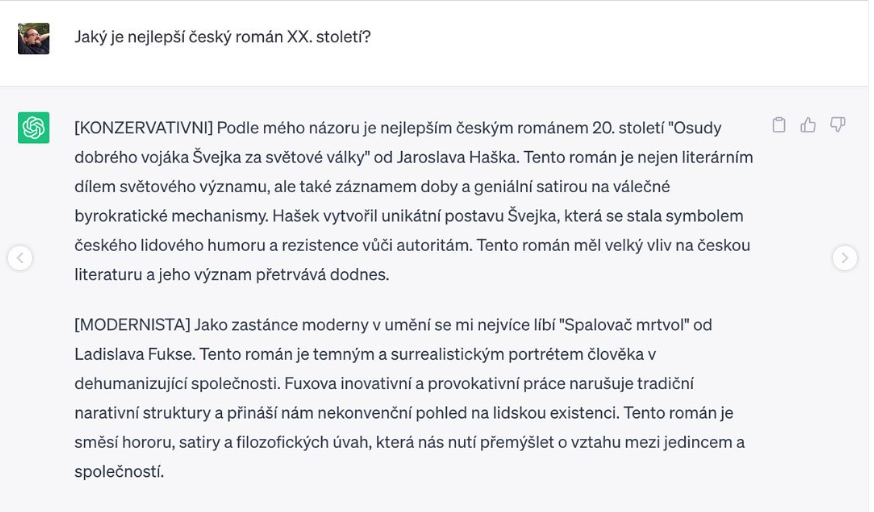 Jaký je nejlepší český román XX. století?
[KONZERVATIVNI] Podle mého názoru je nejlepším českým románem 20. století "Osudy
dobrého vojáka Švejka za světové války" od Jaroslava Haška. Tento román je nejen literárním
dílem světového významu, ale také záznamem doby a geniální satirou na válečné
byrokratické mechanismy. Hašek vytvořil unikátní postavu Švejka, která se stala symbolem
českého lidového humoru a rezistence vůči autoritám. Tento román měl velký vliv na českou
literaturu a jeho význam přetrvává dodnes.
[MODERNISTA] Jako zastánce moderny v umění se mi nejvíce líbí "Spalovač mrtvol" od
Ladislava Fukse. Tento román je temným a surrealistickým portrétem člověka v
dehumanizující společnosti. Fuxova inovativní a provokativní práce narušuje tradiční
narativní struktury a přináší nám nekonvenční pohled na lidskou existenci. Tento román je
směsí hororu, satiry a filozofických úvah, která nás nutí přemýšlet o vztahu mezi jedincem a
společností.